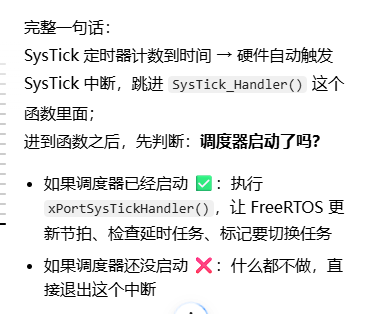 完整一句话：
SysTick 定时器计数到时间 → 硬件自动触发
SysTick 中断，跳进 SysTick_Handler() 这个
函数里面；
进到函数之后，先判断：调度器启动了吗？
• 如果调度器已经启动 ✅：执行
xPortSysTickHandler()，让 FreeRTOS 更
新节拍、检查延时任务、标记要切换任务
• 如果调度器还没启动 ❌：什么都不做，直
接退出这个中断